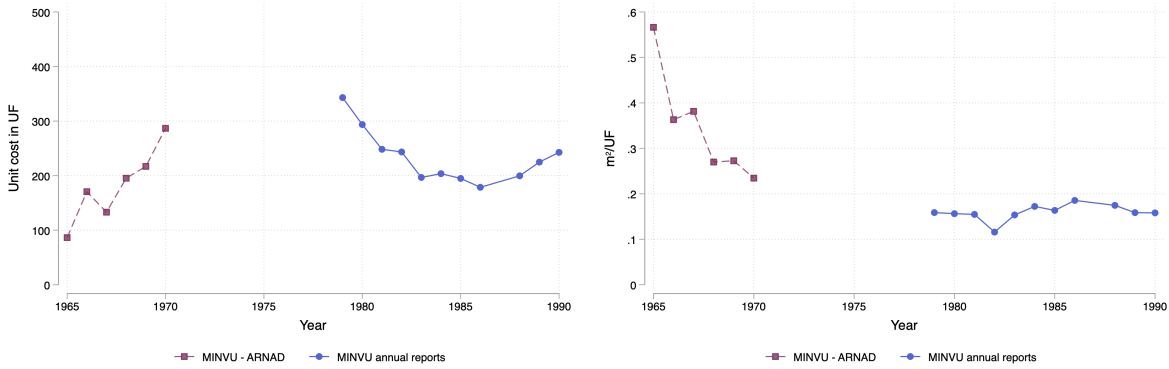 Unit cost in UF
500
400
300
200
100
0
1965 1970 1975 1980 1985 1990
Year
MINVU - ARNAD MINVU annual reports
m²/UF
.6
.5
.4
.3
.2
.1
0
1965 1970 1975 1980 1985 1990
Year
MINVU - ARNAD MINVU annual reports